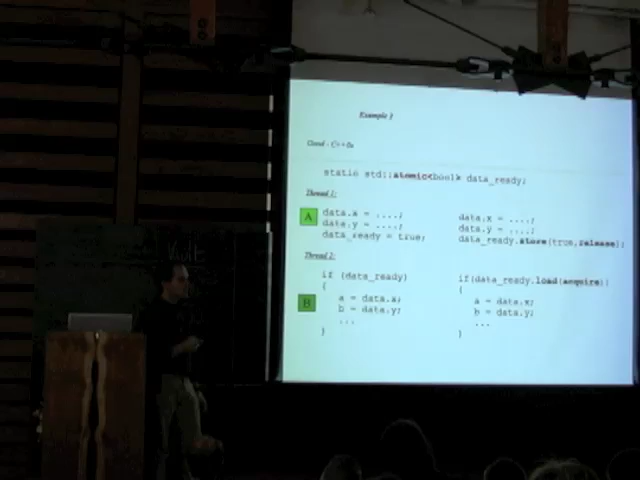 Example 3
Good - C++0x
static std::atomic<bool> data_ready;
Thread 1:
A
data.x = ....;
data.y = ....;
data_ready = true;
data.x = ....;
data.y = ....;
data_ready.store(true,release);
Thread 2:
B
if (data_ready)
{
a = data.x;
b = data.y;
...
}
if(data_ready.load(acquire))
{
a = data.x;
b = data.y;
...
}